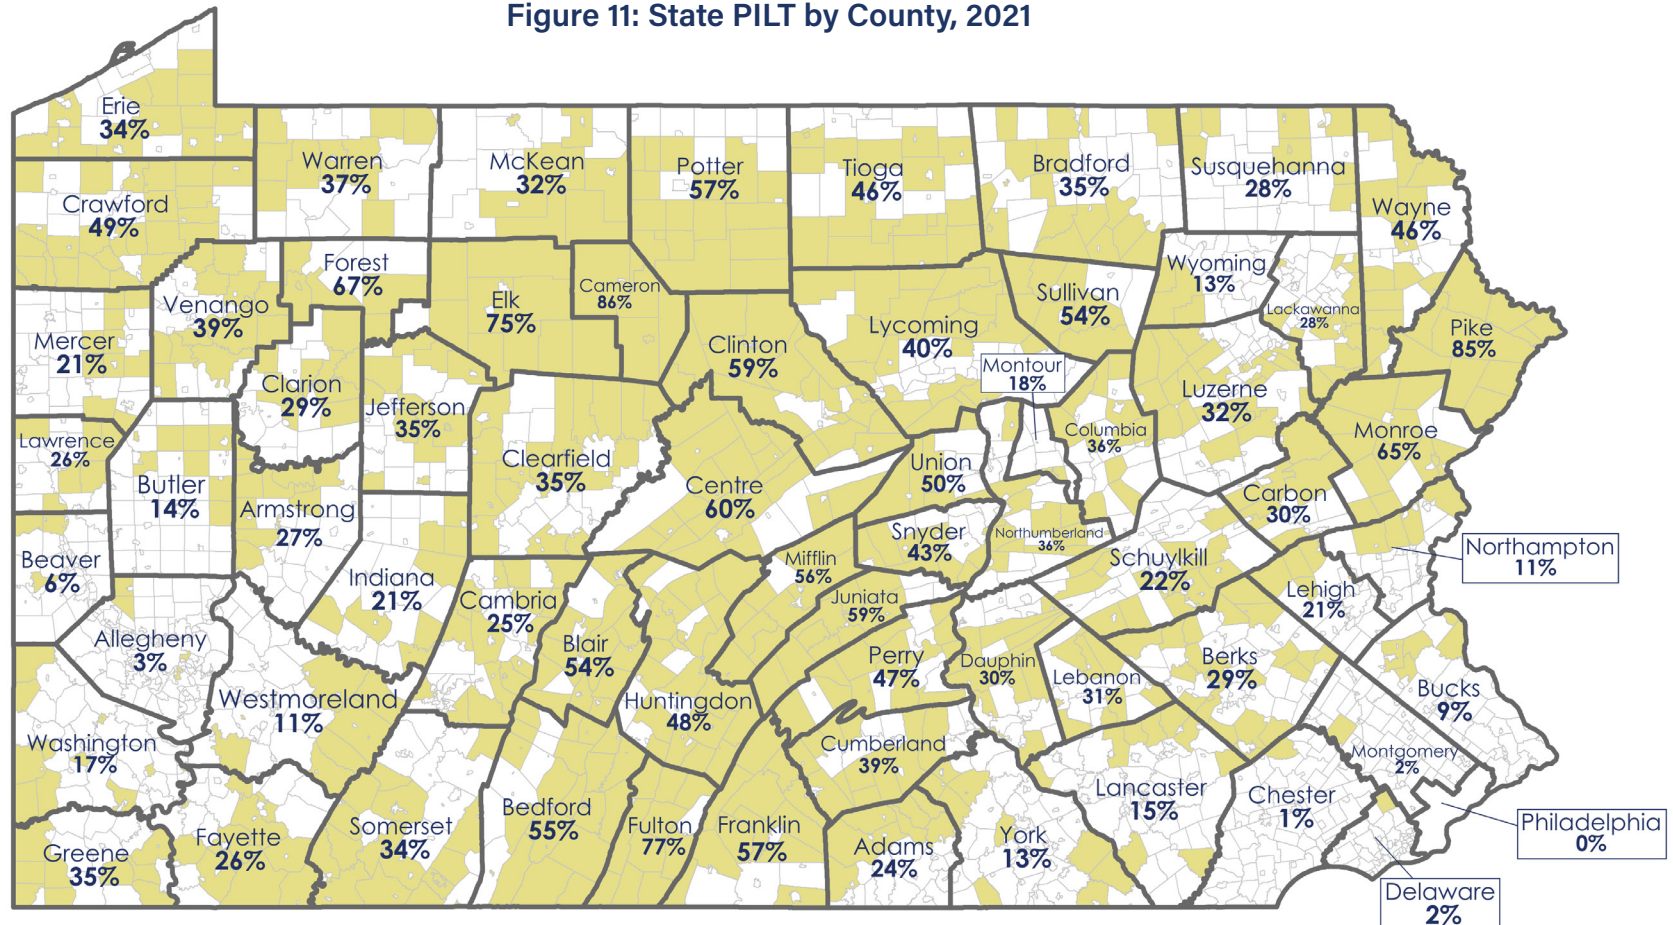 Figure 11: State PILT by County, 2021
Erie
34%
Crawford
49%
Warren
37%
McKean
32%
Potter
57%
Tioga
46%
Bradford
35%
Susquehanna
28%
Wayne
46%
Mercer
21%
Venango
39%
Forest
67%
Elk
75%
Cameron
86%
Clinton
59%
Lycoming
40%
Sullivan
54%
Wyoming
13%
Lackawanna
28%
Pike
85%
Lawrence
26%
Butler
14%
Clarion
29%
Jefferson
35%
Clearfield
35%
Centre
60%
Union
50%
Montour
18%
Columbia
36%
Luzerne
32%
Monroe
65%
Carbon
30%
Beaver
6%
Armstrong
27%
Indiana
21%
Cambria
25%
Blair
54%
Huntingdon
48%
Mifflin
56%
Juniata
59%
Snyder
43%
Northumberland
36%
Schuylkill
22%
Lehigh
21%
Northampton
11%
Allegheny
3%
Westmoreland
11%
Perry
47%
Dauphin
30%
Lebanon
31%
Berks
29%
Bucks
9%
Washington
17%
Cumberland
39%
Lancaster
15%
Chester
1%
Montgomery
2%
Philadelphia
0%
Greene
35%
Fayette
26%
Somerset
34%
Bedford
55%
Fulton
77%
Franklin
57%
Adams
24%
York
13%
Delaware
2%